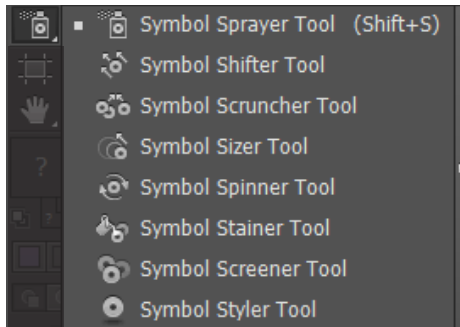 Symbol Sprayer Tool (Shift+S)
Symbol Shifter Tool
Symbol Scruncher Tool
Symbol Sizer Tool
Symbol Spinner Tool
Symbol Stainer Tool
Symbol Screener Tool
Symbol Styler Tool